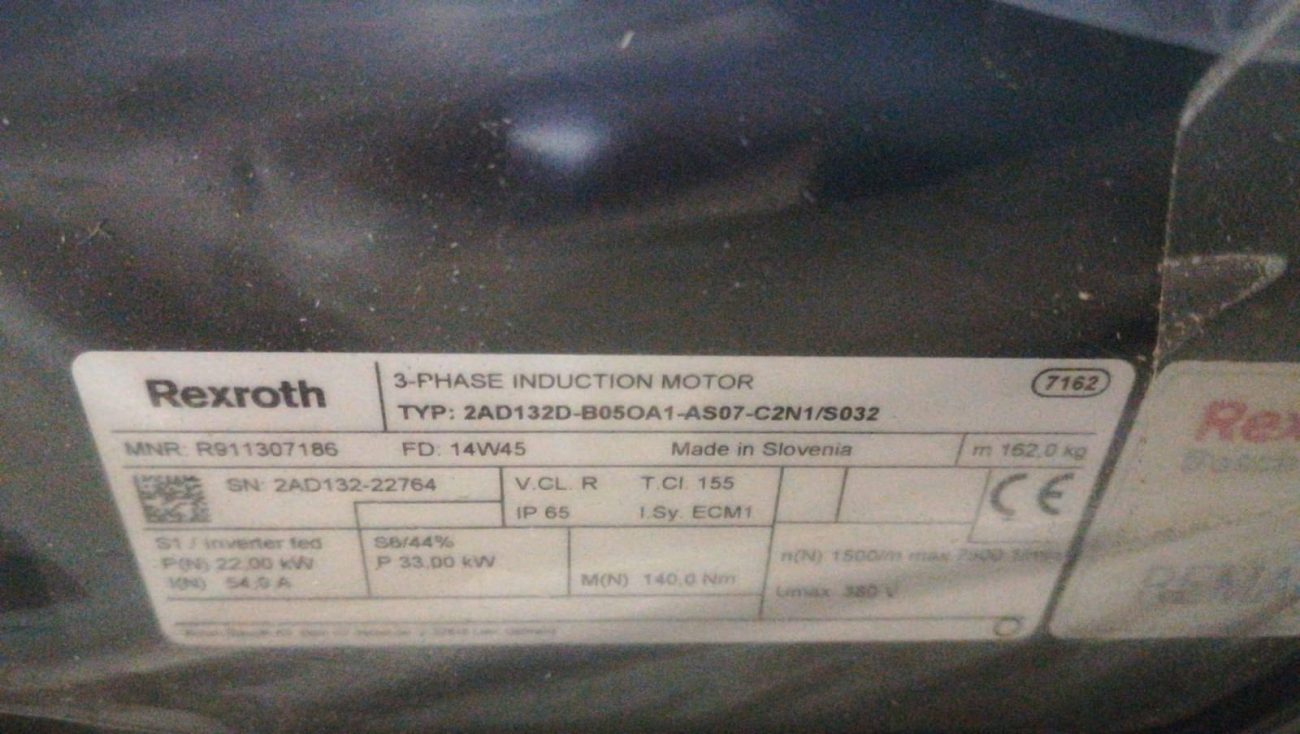 Rexroth
3-PHASE INDUCTION MOTOR
7162
TYP: 2AD132D-B05OA1-AS07-C2N1/S032
MNR: R911307186 FD: 14W45 Made in Slovenia m 162,0 kg
SN: 2AD132-22764 V.CL. R T.Cl. 155 CE
IP 65 I.Sy. ECM1
S1 / inverter fed S6/44%
P(N) 22,00 kW P 33,00 kW n(N) 1500/m max
I(N) 54,0 A M(N) 140,0 Nm Umax 380 V
Rex